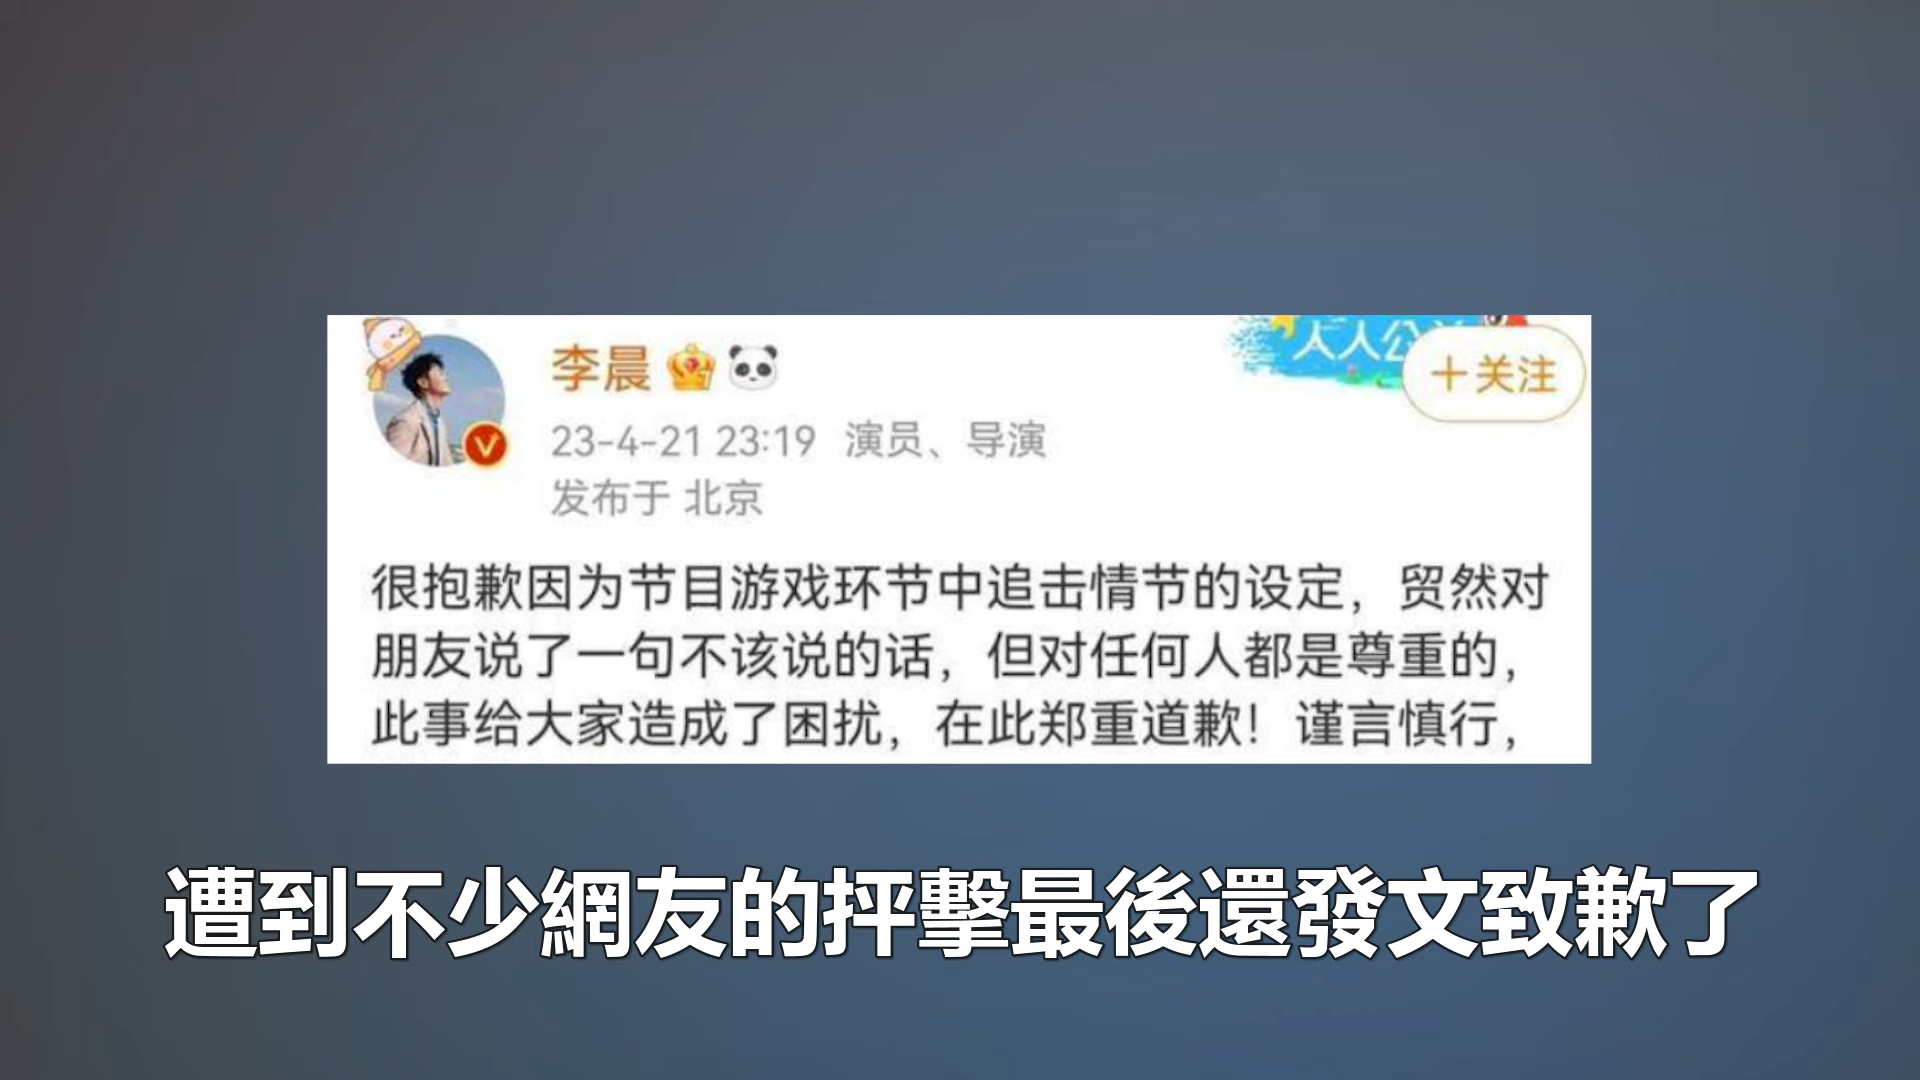 李晨
人人公益
+关注
23-4-21 23:19 演员、导演
发布于 北京
很抱歉因为节目游戏环节中追击情节的设定，贸然对
朋友说了一句不该说的话，但对任何人都是尊重的，
此事给大家造成了困扰，在此郑重道歉！谨言慎行，
遭到不少網友的抨擊最後還發文致歉了